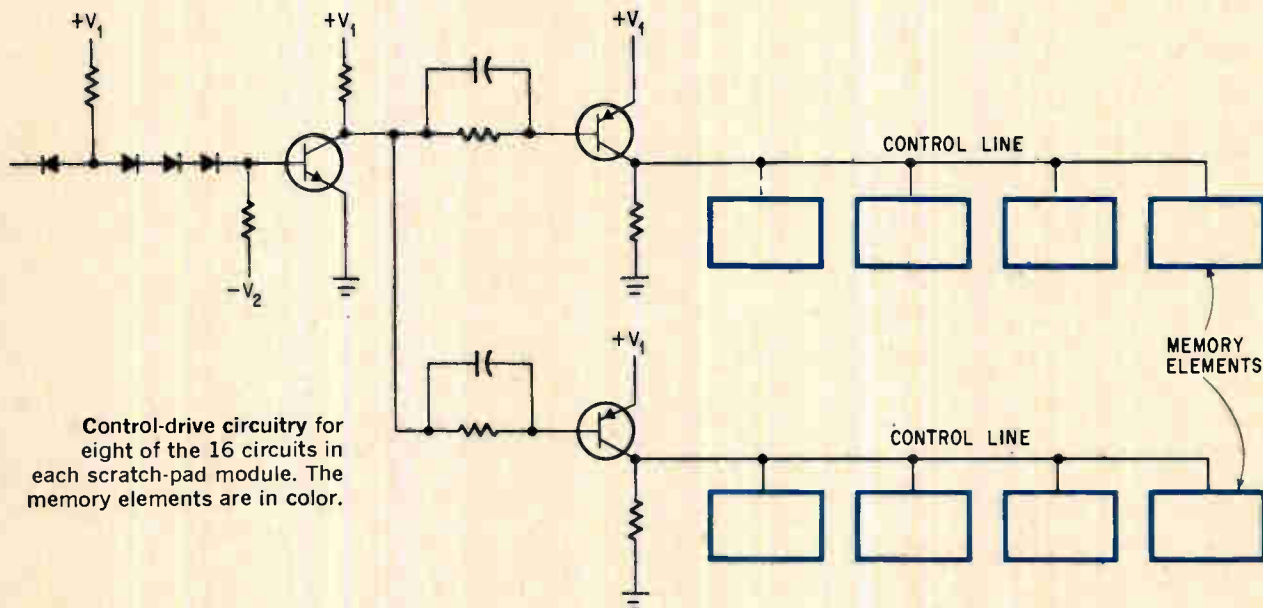 +V₁
+V₁
+V₁
CONTROL LINE
-V₂
MEMORY
ELEMENTS
+V₁
Control-drive circuitry for
eight of the 16 circuits in
each scratch-pad module. The
memory elements are in color.
CONTROL LINE